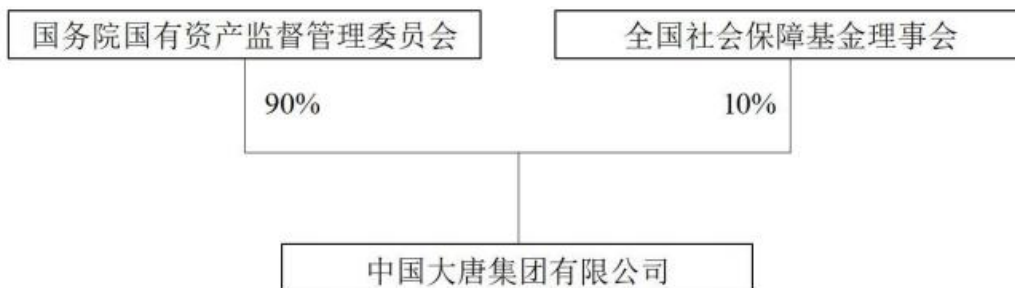 国务院国有资产监督管理委员会
全国社会保障基金理事会
90%
10%
中国大唐集团有限公司